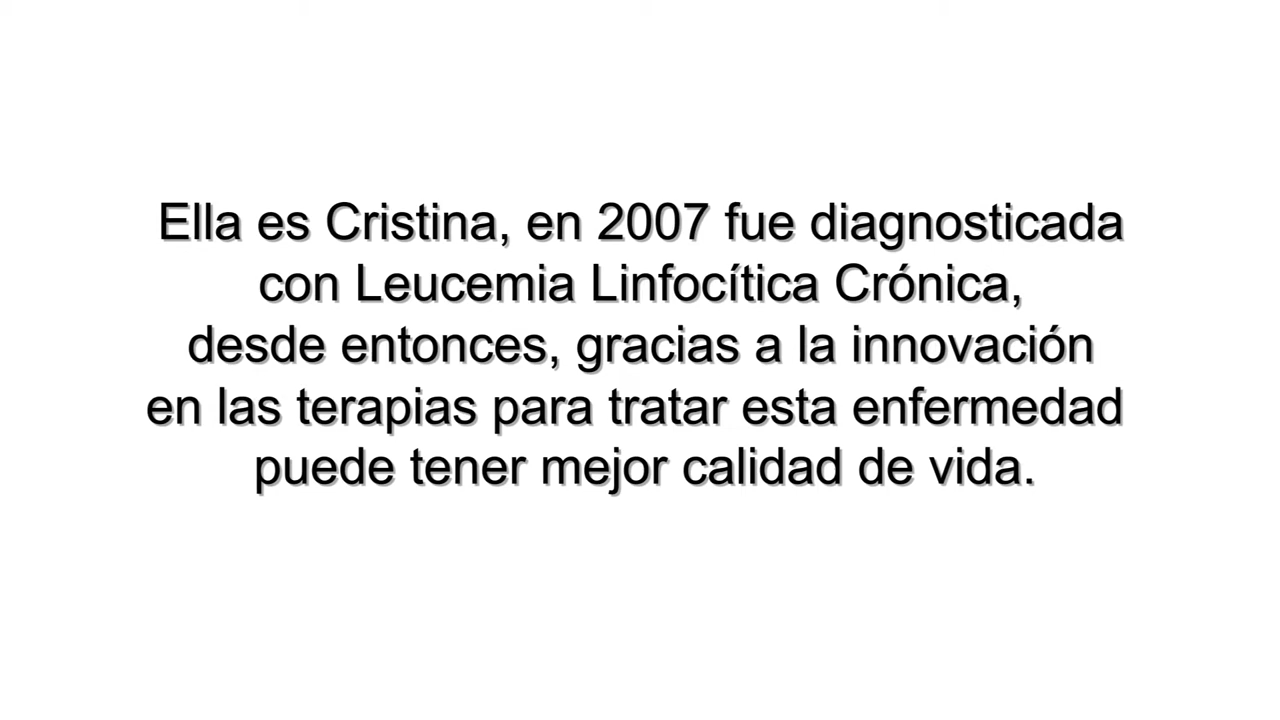 Ella es Cristina, en 2007 fue diagnosticada
con Leucemia Linfocítica Crónica,
desde entonces, gracias a la innovación
en las terapias para tratar esta enfermedad
puede tener mejor calidad de vida.